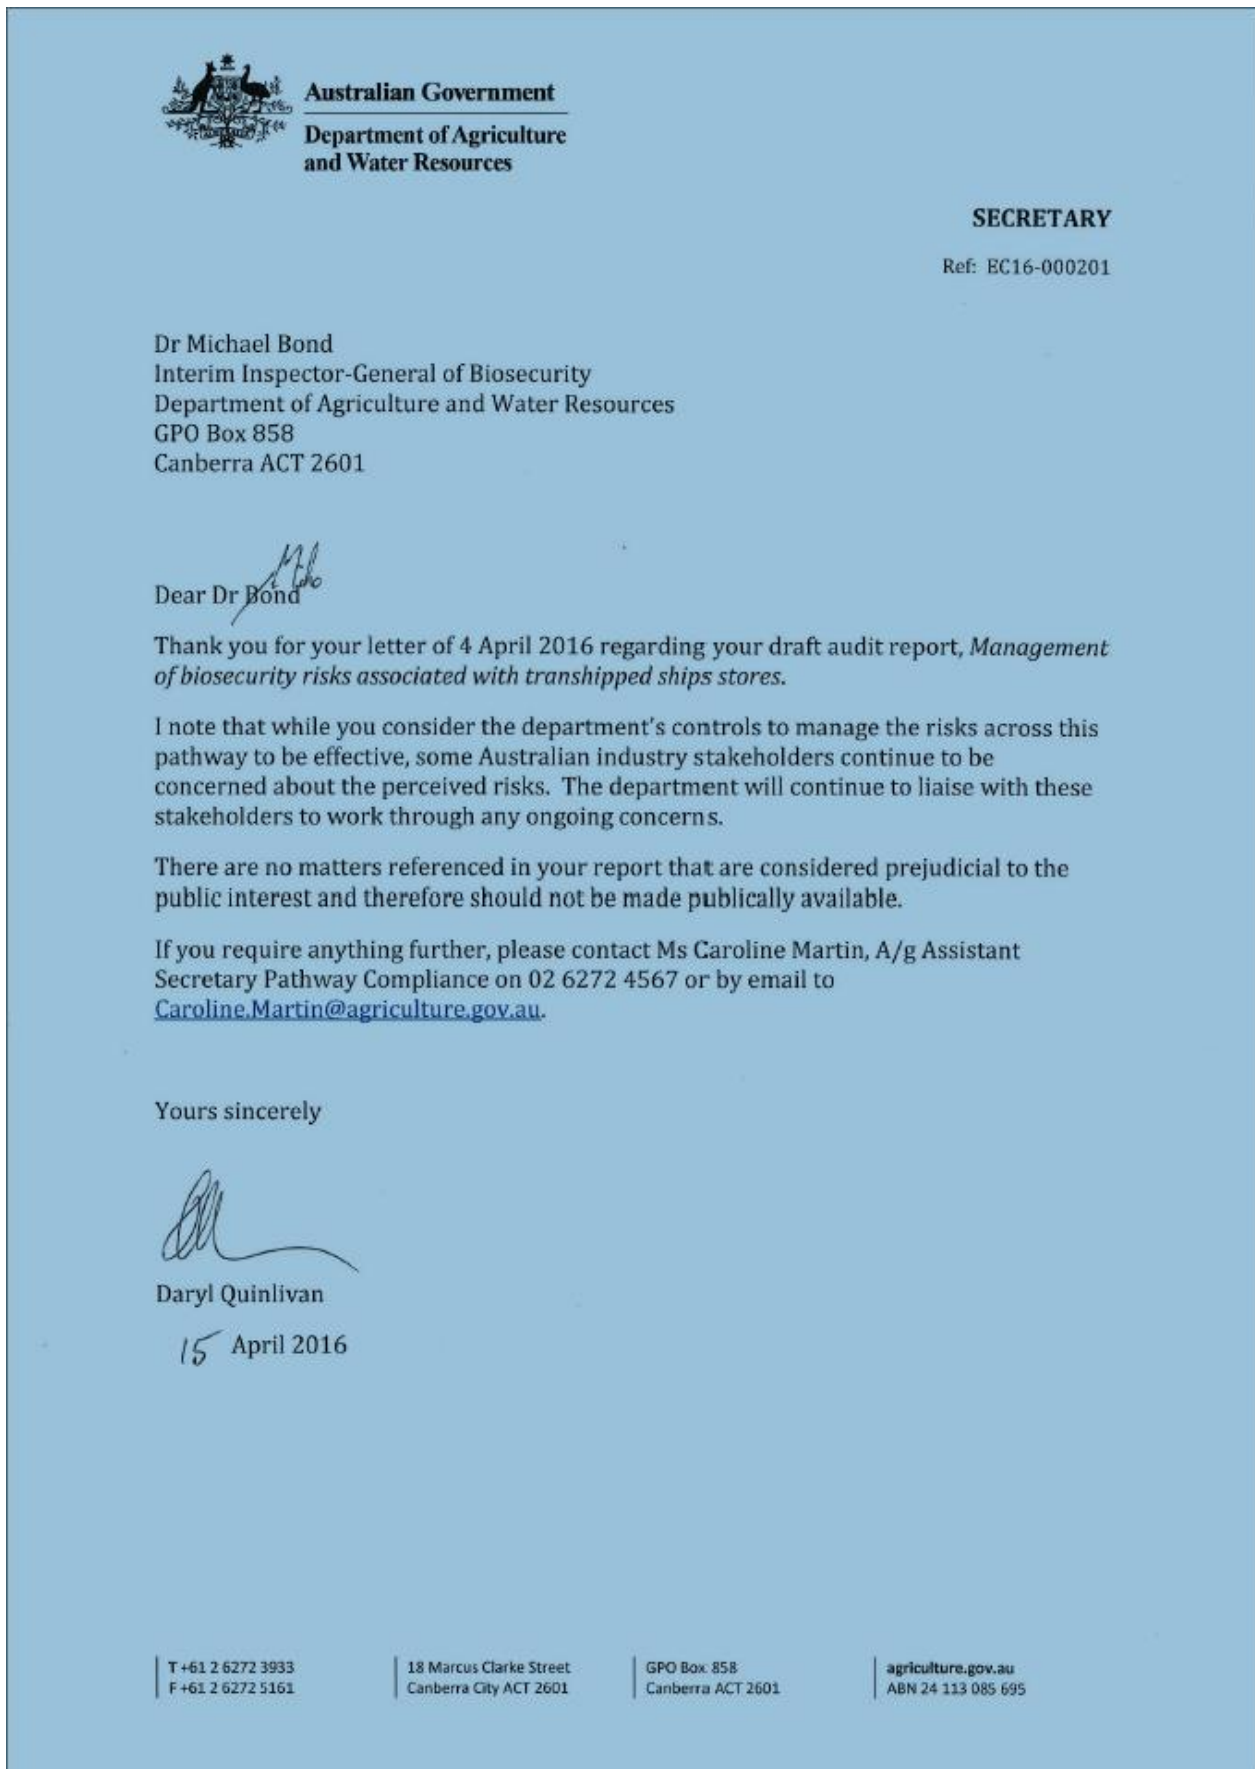 Australian Government
Department of Agriculture
and Water Resources
SECRETARY
Ref: EC16-000201
Dr Michael Bond
Interim Inspector-General of Biosecurity
Department of Agriculture and Water Resources
GPO Box 858
Canberra ACT 2601
Dear Dr Bond
Thank you for your letter of 4 April 2016 regarding your draft audit report, Management
of biosecurity risks associated with transhipped ships stores.
I note that while you consider the department's controls to manage the risks across this
pathway to be effective, some Australian industry stakeholders continue to be
concerned about the perceived risks. The department will continue to liaise with these
stakeholders to work through any ongoing concerns.
There are no matters referenced in your report that are considered prejudicial to the
public interest and therefore should not be made publically available.
If you require anything further, please contact Ms Caroline Martin, A/g Assistant
Secretary Pathway Compliance on 02 6272 4567 or by email to
Caroline.Martin@agriculture.gov.au.
Yours sincerely
Daryl Quinlivan
15 April 2016
T +61 2 6272 3933
F +61 2 6272 5161
18 Marcus Clarke Street
Canberra City ACT 2601
GPO Box 858
Canberra ACT 2601
agriculture.gov.au
ABN 24 113 085 695